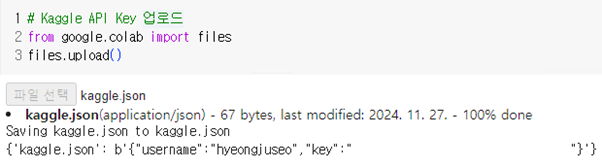 1 # Kaggle API Key 업로드
2 from google.colab import files
3 files.upload()
파일 선택 kaggle.json
• kaggle.json(application/json) - 67 bytes, last modified: 2024. 11. 27. - 100% done
Saving kaggle.json to kaggle.json
{'kaggle.json': b'{"username":"hyeongjuseo","key":" "}'}